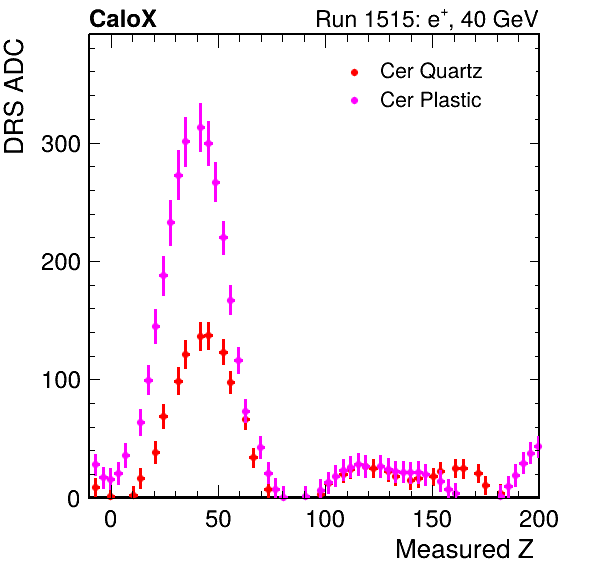 CaloX Run 1515: e⁺, 40 GeV
DRS ADC
Cer Quartz
Cer Plastic
300
200
100
0
0 50 100 150 200
Measured Z